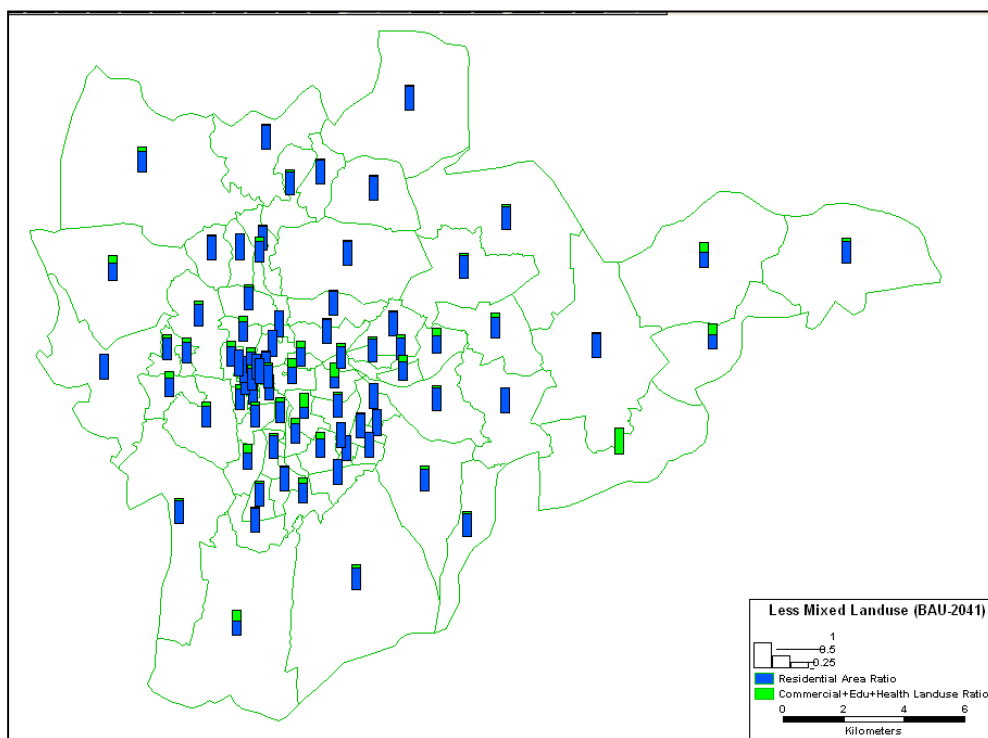 Less Mixed Landuse (BAU-2041)
1
0.5
0.25
Residential Area Ratio
Commercial+Edu+Health Landuse Ratio
0 2 4 6
Kilometers